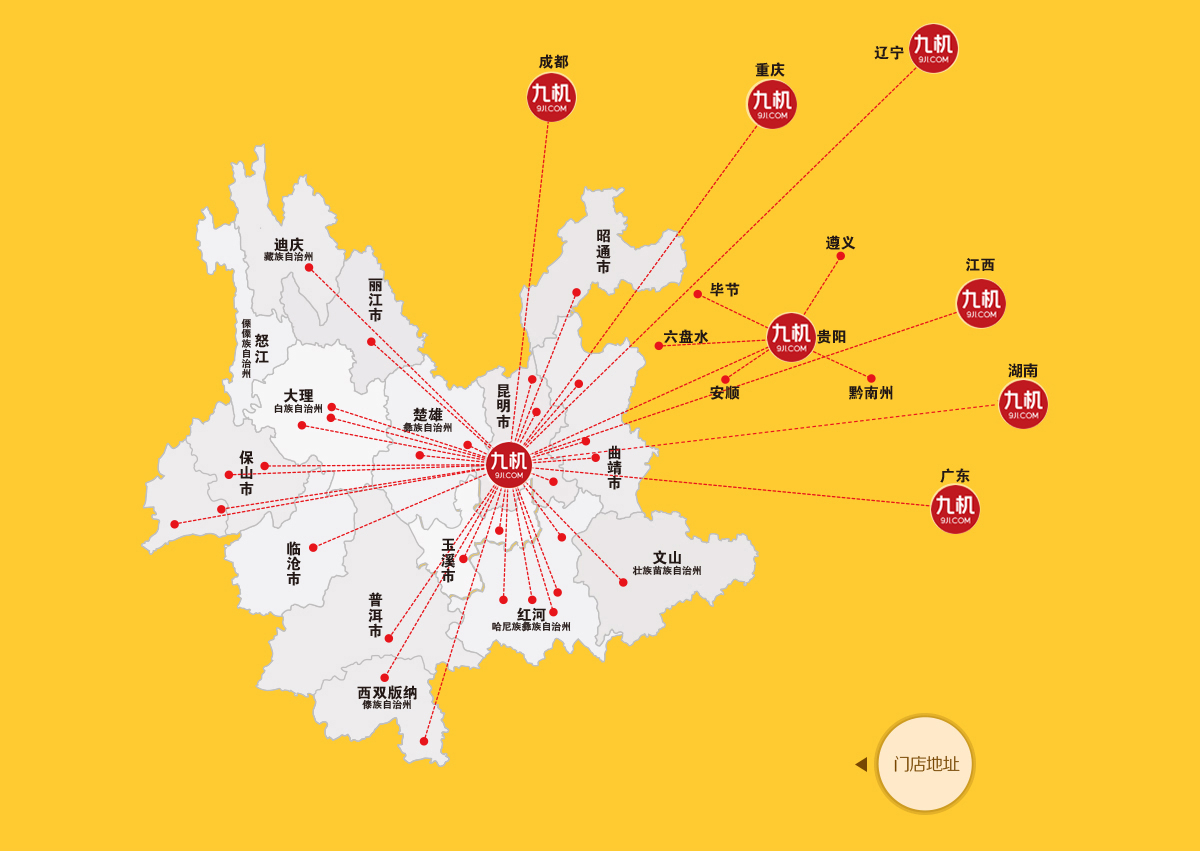 辽宁
九机
9JI.COM
成都
九机
9JI.COM
重庆
九机
9JI.COM
昭通市
迪庆
藏族自治州
遵义
江西
九机
9JI.COM
丽江市
毕节
六盘水
九机
9JI.COM
贵阳
怒江
傈僳族自治州
湖南
九机
9JI.COM
安顺
黔南州
大理
白族自治州
昆明市
楚雄
彝族自治州
保山市
九机
9JI.COM
曲靖市
广东
九机
9JI.COM
临沧市
玉溪市
文山
壮族苗族自治州
普洱市
红河
哈尼族彝族自治州
西双版纳
傣族自治州
门店地址